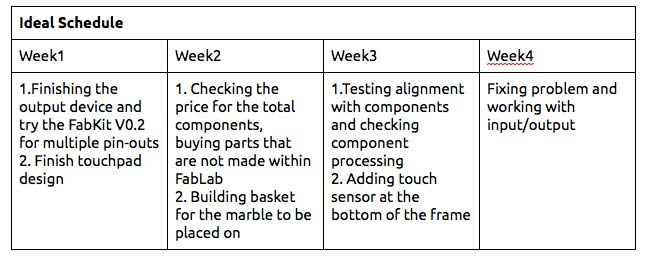 Ideal Schedule
Week1
Week2
Week3
Week4
1.Finishing the
output device and
try the FabKit V0.2
for multiple pin-outs
2. Finish touchpad
design
1. Checking the
price for the total
components,
buying parts that
are not made within
FabLab
2. Building basket
for the marble to be
placed on
1.Testing alignment
with components
and checking
component
processing
2. Adding touch
sensor at the
bottom of the frame
Fixing problem and
working with
input/output